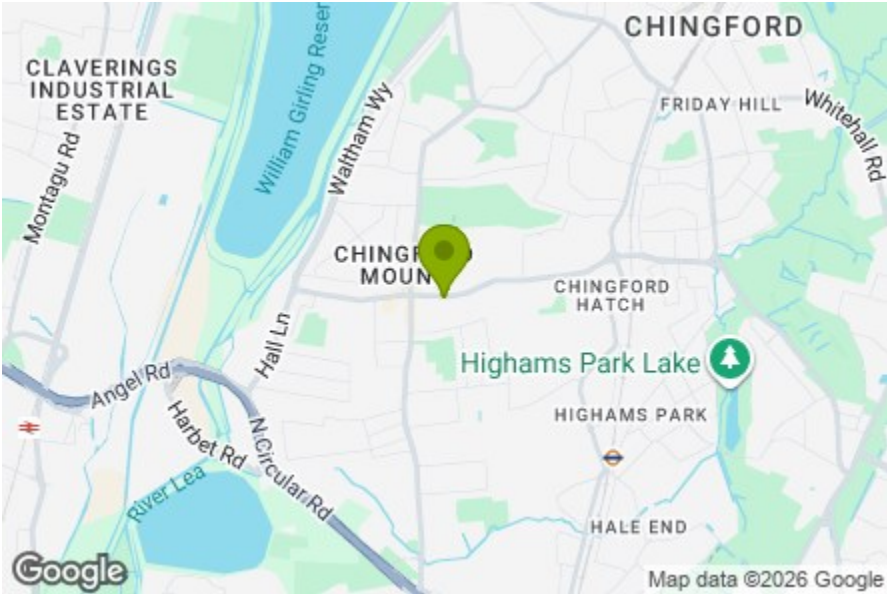 CHINGFORD
CLAVERINGS
INDUSTRIAL
ESTATE
FRIDAY HILL
Whitehall Rd
William Girling Reser
Waltham Wy
Montagu Rd
CHINGF D
MOUN
CHINGFORD
HATCH
Hall Ln
Highams Park Lake
Angel Rd
HIGHAMS PARK
Harbet Rd
N Circular Rd
River Lea
HALE END
Google
Map data ©2026 Google